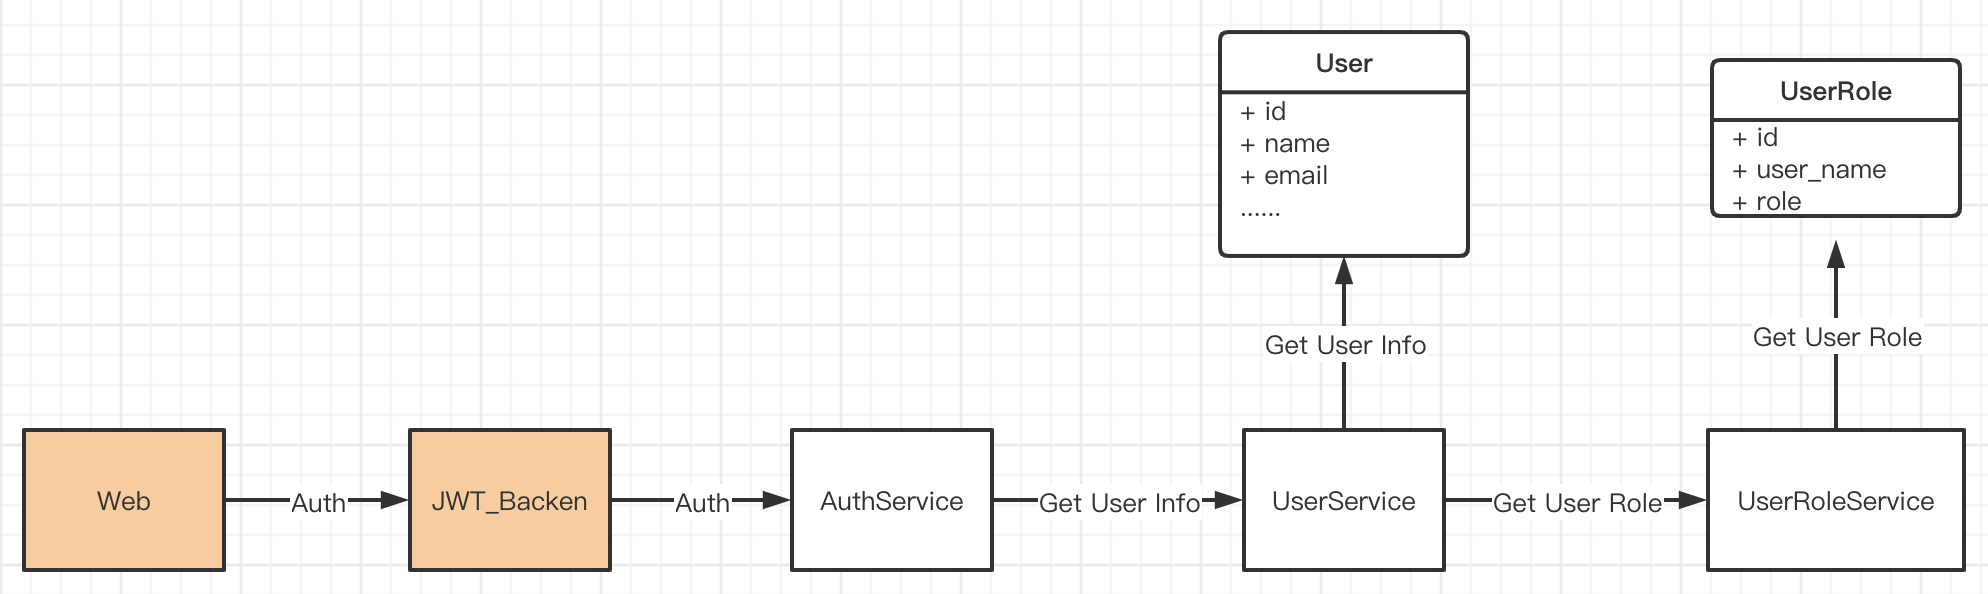 User
+ id
+ name
+ email
......
UserRole
+ id
+ user_name
+ role
Get User Info
Get User Role
Web
Auth
JWT_Backen
Auth
AuthService
Get User Info
UserService
Get User Role
UserRoleService